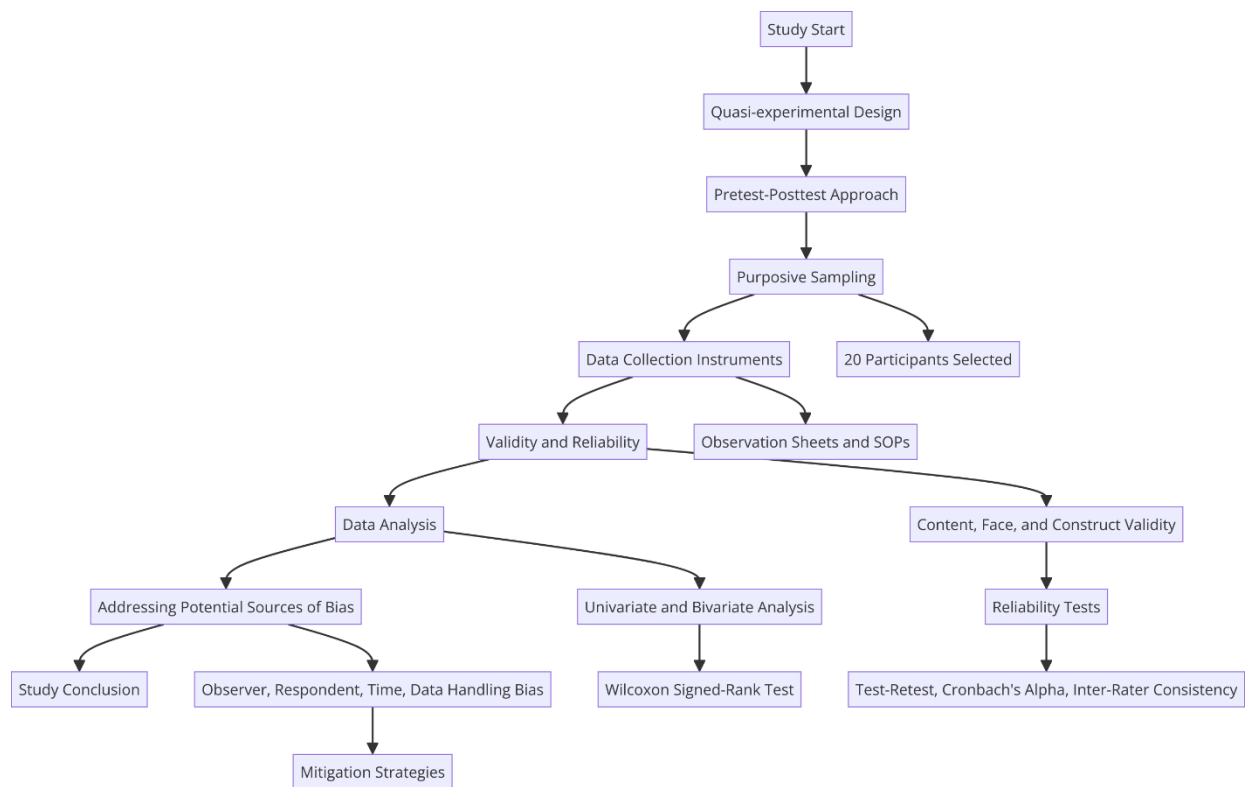 Study Start
Quasi-experimental Design
Pretest-Posttest Approach
Purposive Sampling
Data Collection Instruments
20 Participants Selected
Validity and Reliability
Observation Sheets and SOPs
Data Analysis
Content, Face, and Construct Validity
Addressing Potential Sources of Bias
Univariate and Bivariate Analysis
Reliability Tests
Study Conclusion
Observer, Respondent, Time, Data Handling Bias
Wilcoxon Signed-Rank Test
Test-Retest, Cronbach's Alpha, Inter-Rater Consistency
Mitigation Strategies